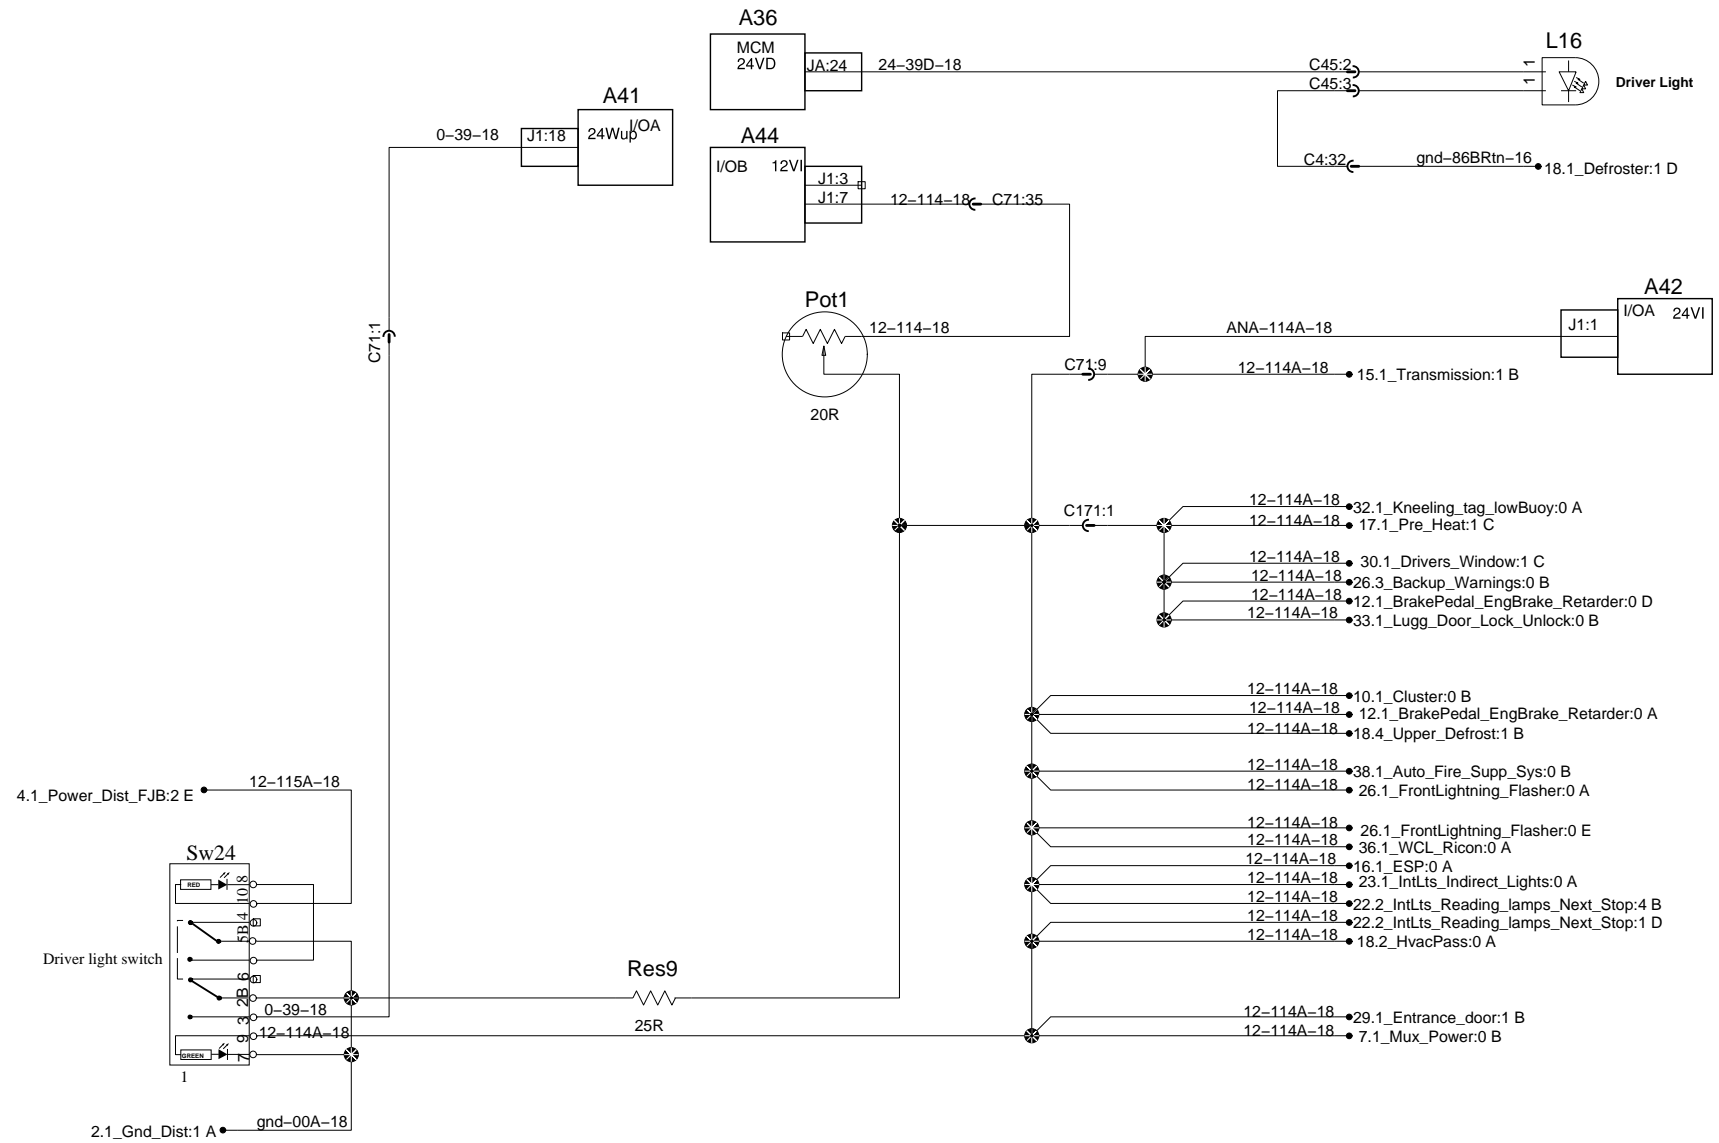 A36
MCM
24VD
JA:24
24-39D-18
C45:2
C45:3
1
1
L16
Driver Light
C4:32
gnd-86BRtn-16
18.1_Defroster:1 D
A41
0-39-18
J1:18
24Wup
I/OA
A44
I/OB
12VI
J1:3
J1:7
12-114-18
C71:35
C71:1
Pot1
12-114-18
20R
A42
I/OA
24VI
J1:1
ANA-114A-18
C71:9
12-114A-18
15.1_Transmission:1 B
C171:1
12-114A-18
32.1_Kneeling_tag_lowBuoy:0 A
12-114A-18
17.1_Pre_Heat:1 C
12-114A-18
30.1_Drivers_Window:1 C
12-114A-18
26.3_Backup_Warnings:0 B
12-114A-18
12.1_BrakePedal_EngBrake_Retarder:0 D
12-114A-18
33.1_Lugg_Door_Lock_Unlock:0 B
12-114A-18
10.1_Cluster:0 B
12-114A-18
12.1_BrakePedal_EngBrake_Retarder:0 A
12-114A-18
18.4_Upper_Defrost:1 B
12-114A-18
38.1_Auto_Fire_Supp_Sys:0 B
12-114A-18
26.1_FrontLightning_Flasher:0 A
12-114A-18
26.1_FrontLightning_Flasher:0 E
12-114A-18
36.1_WCL_Ricon:0 A
12-114A-18
16.1_ESP:0 A
12-114A-18
23.1_IntLts_Indirect_Lights:0 A
12-114A-18
22.2_IntLts_Reading_lamps_Next_Stop:4 B
12-114A-18
22.2_IntLts_Reading_lamps_Next_Stop:1 D
12-114A-18
18.2_HvacPass:0 A
12-114A-18
29.1_Entrance_door:1 B
12-114A-18
7.1_Mux_Power:0 B
12-115A-18
4.1_Power_Dist_FJB:2 E
Sw24
RED
8
10
4
5B
6
2B
3
9
7
GREEN
Driver light switch
1
0-39-18
12-114A-18
Res9
25R
gnd-00A-18
2.1_Gnd_Dist:1 A